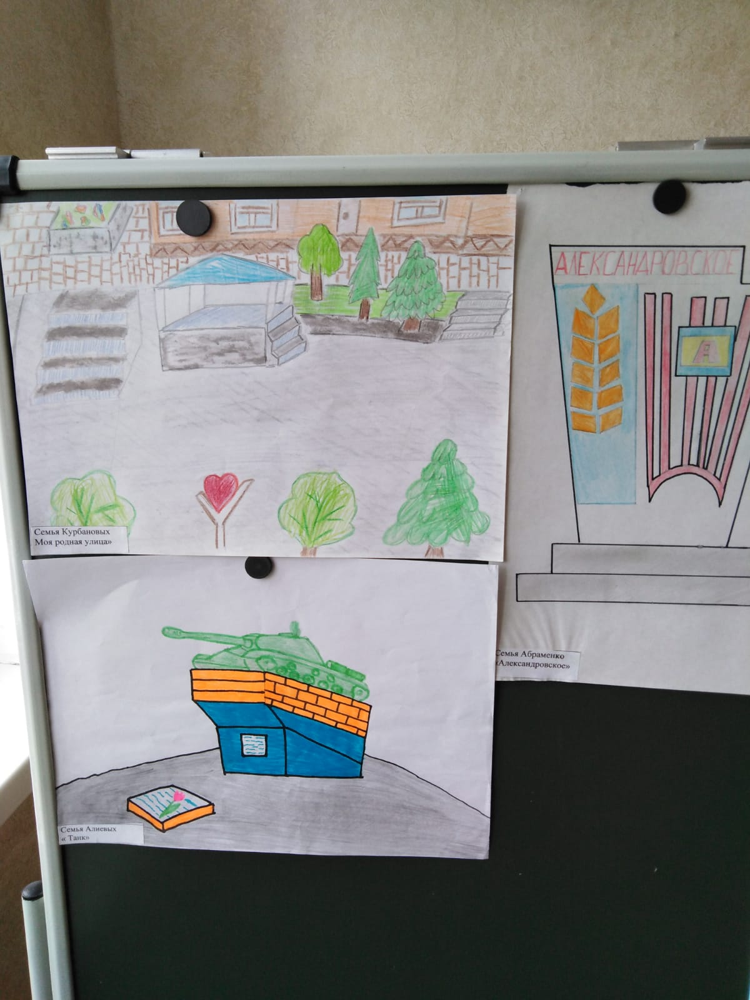 АЛЕКСАНДРОВСКОЕ
А
Семья Курбановых
Моя родная улица»
Семья Абраменко
«Александровское»
Семья Алиевых
« Танк»